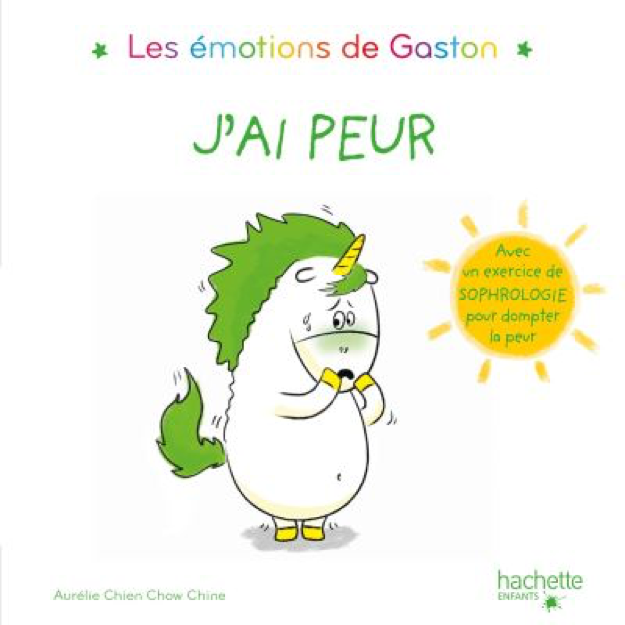 Les émotions de Gaston
J'AI PEUR
Avec
un exercice de
SOPHROLOGIE
pour dompter
la peur
Aurélie Chien Chow Chine
hachette
ENFANTS